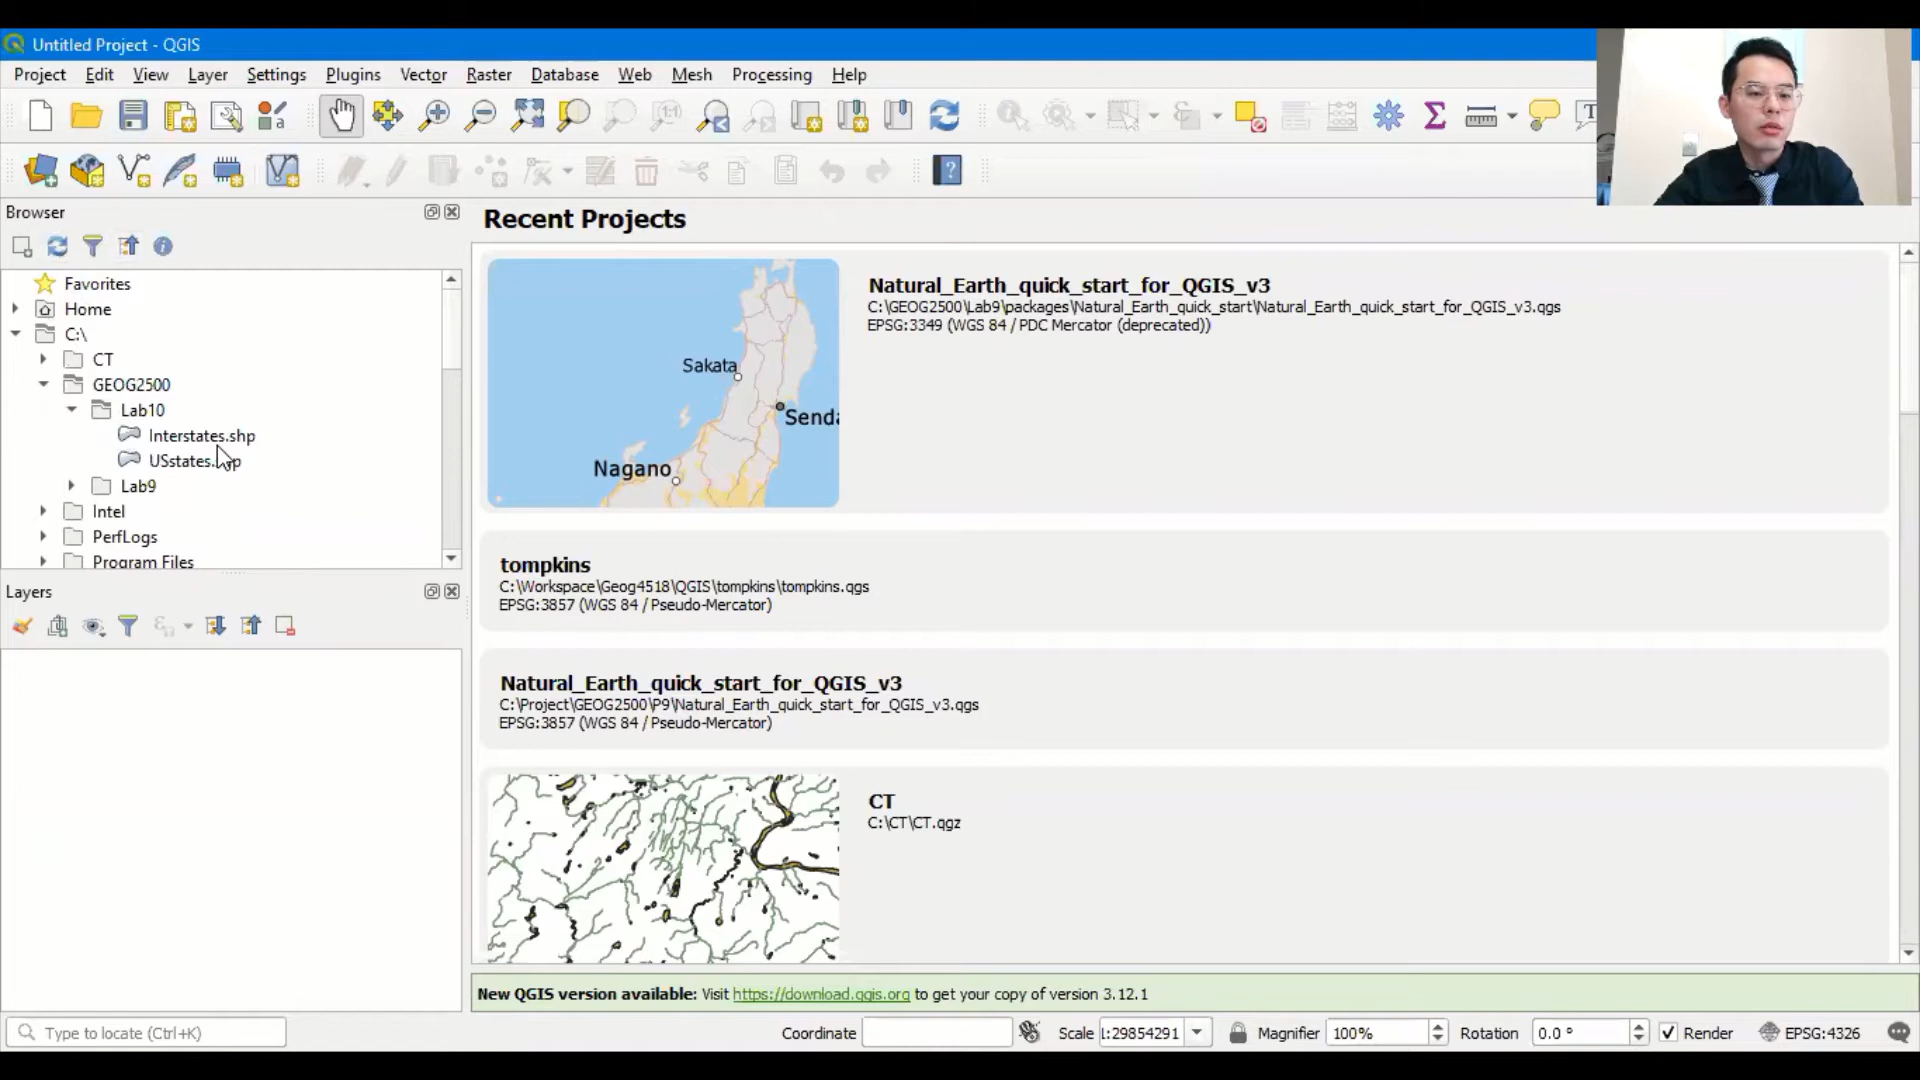 Untitled Project - QGIS
Project Edit View Layer Settings Plugins Vector Raster Database Web Mesh Processing Help
Browser
Favorites
Home
C:\
CT
GEOG2500
Lab10
Interstates.shp
USstates.
Lab9
Intel
PerfLogs
Program Files
Layers
Recent Projects
Sakata
Nagano
Natural_Earth_quick_start_for_QGIS_v3
C:\GEOG2500\Lab9\packages\Natural_Earth_quick_start\Natural_Earth_quick_start_for_QGIS_v3.qgs
EPSG:3349 (WGS 84 / PDC Mercator (deprecated))
tompkins
C:\Workspace\Geog4518\QGIS\tompkins\tompkins.qgs
EPSG:3857 (WGS 84 / Pseudo-Mercator)
Natural_Earth_quick_start_for_QGIS_v3
C:\Project\GEOG2500\P9\Natural_Earth_quick_start_for_QGIS_v3.qgs
EPSG:3857 (WGS 84 / Pseudo-Mercator)
CT
C:\CT\CT.qgz
New QGIS version available: Visit https://download.qgis.org to get your copy of version 3.12.1
Type to locate (Ctrl+K) Coordinate Scale 1:29854291 Magnifier 100% Rotation 0.0 ° Render EPSG:4326